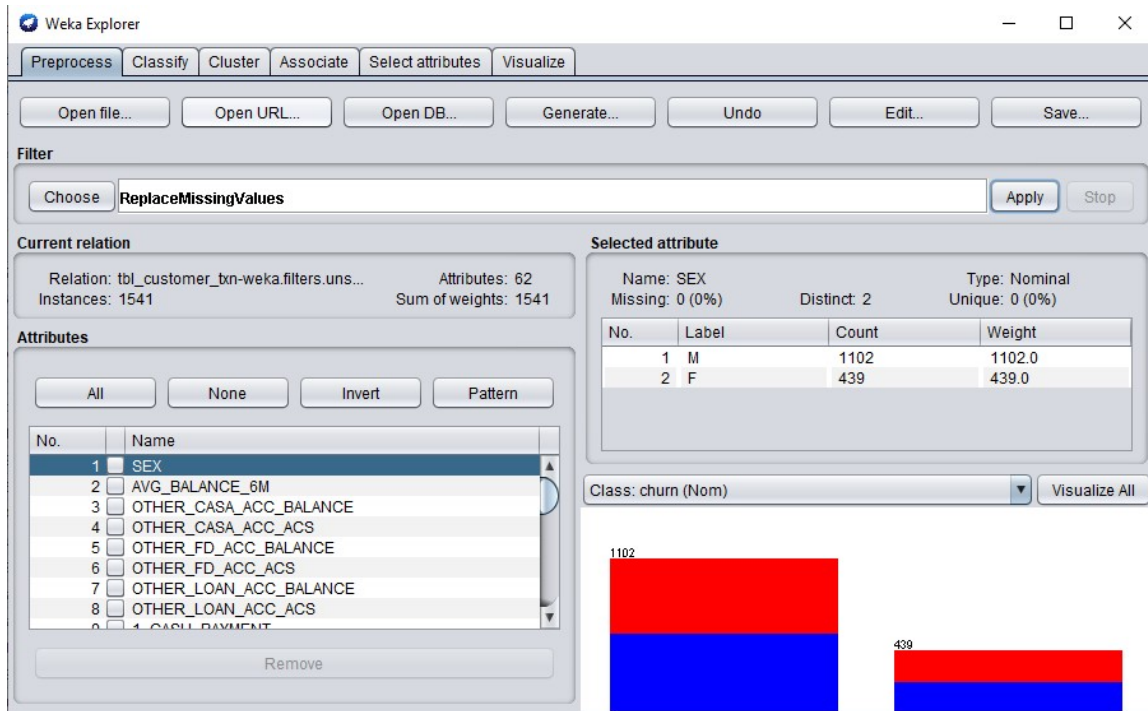 Weka Explorer
Preprocess Classify Cluster Associate Select attributes Visualize
Open file... Open URL... Open DB... Generate... Undo Edit... Save...
Filter
Choose ReplaceMissingValues Apply Stop
Current relation
Relation: tbl_customer_txn-weka.filters.uns... Attributes: 62
Instances: 1541 Sum of weights: 1541
Attributes
All None Invert Pattern
No. Name
1 SEX
2 AVG_BALANCE_6M
3 OTHER_CASA_ACC_BALANCE
4 OTHER_CASA_ACC_ACS
5 OTHER_FD_ACC_BALANCE
6 OTHER_FD_ACC_ACS
7 OTHER_LOAN_ACC_BALANCE
8 OTHER_LOAN_ACC_ACS
9 1_CASH_PAYMENT
Remove
Selected attribute
Name: SEX Type: Nominal
Missing: 0 (0%) Distinct: 2 Unique: 0 (0%)
No. Label Count Weight
1 M 1102 1102.0
2 F 439 439.0
Class: churn (Nom) Visualize All
1102
439